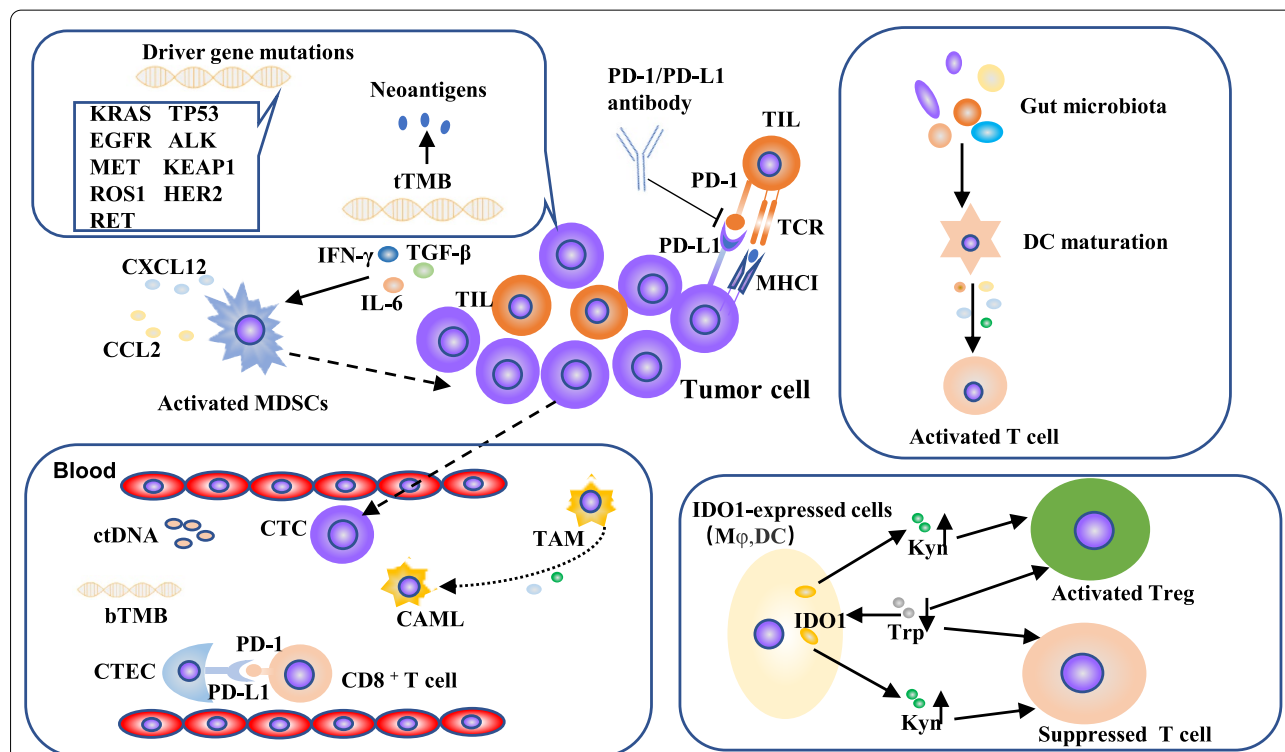 Driver gene mutations
KRAS TP53
EGFR ALK
MET KEAP1
ROS1 HER2
RET
Neoantigens
tTMB
PD-1/PD-L1
antibody
TIL
PD-1
TCR
PD-L1
MHCI
Gut microbiota
DC maturation
Activated T cell
CXCL12
IFN-γ
TGF-β
IL-6
CCL2
Activated MDSCs
TIL
Tumor cell
Blood
ctDNA
CTC
TAM
bTMB
CAML
PD-1
CTEC
PD-L1
CD8 + T cell
IDO1-expressed cells
(Mφ,DC)
Kyn
Activated Treg
IDO1
Trp
Kyn
Suppressed T cell